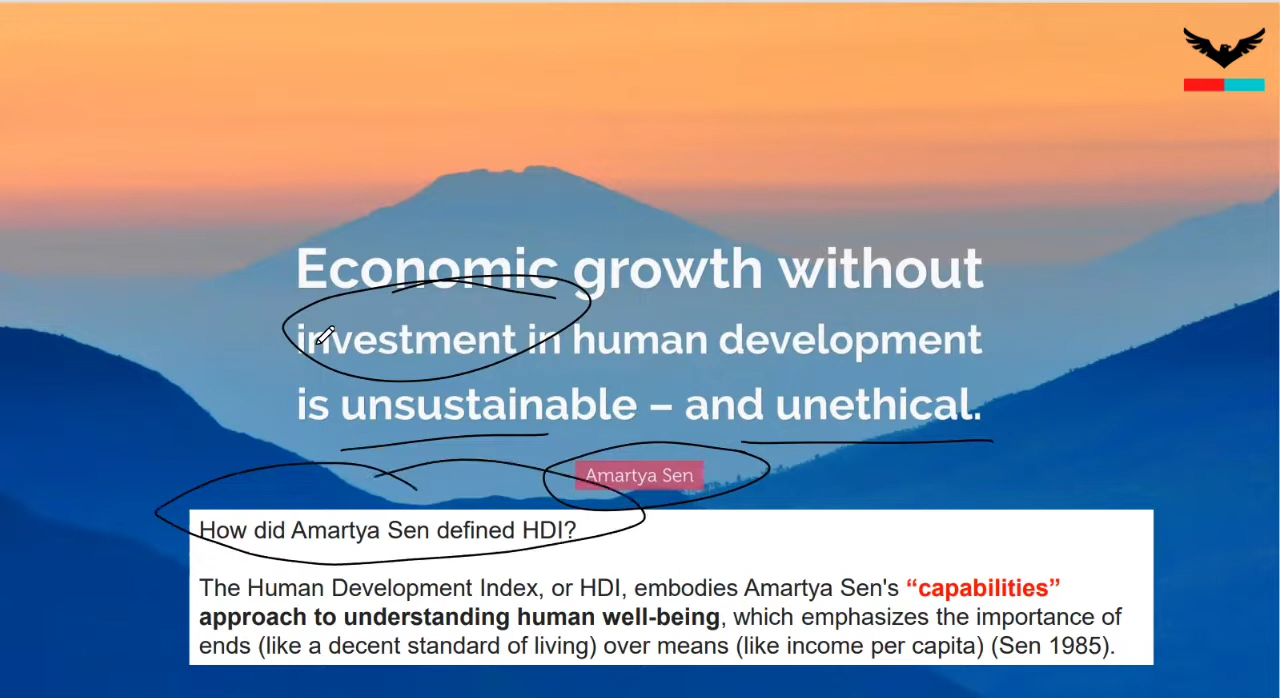 Economic growth without
investment in human development
is unsustainable – and unethical.
Amartya Sen
How did Amartya Sen defined HDI?
The Human Development Index, or HDI, embodies Amartya Sen's “capabilities”
approach to understanding human well-being, which emphasizes the importance of
ends (like a decent standard of living) over means (like income per capita) (Sen 1985).